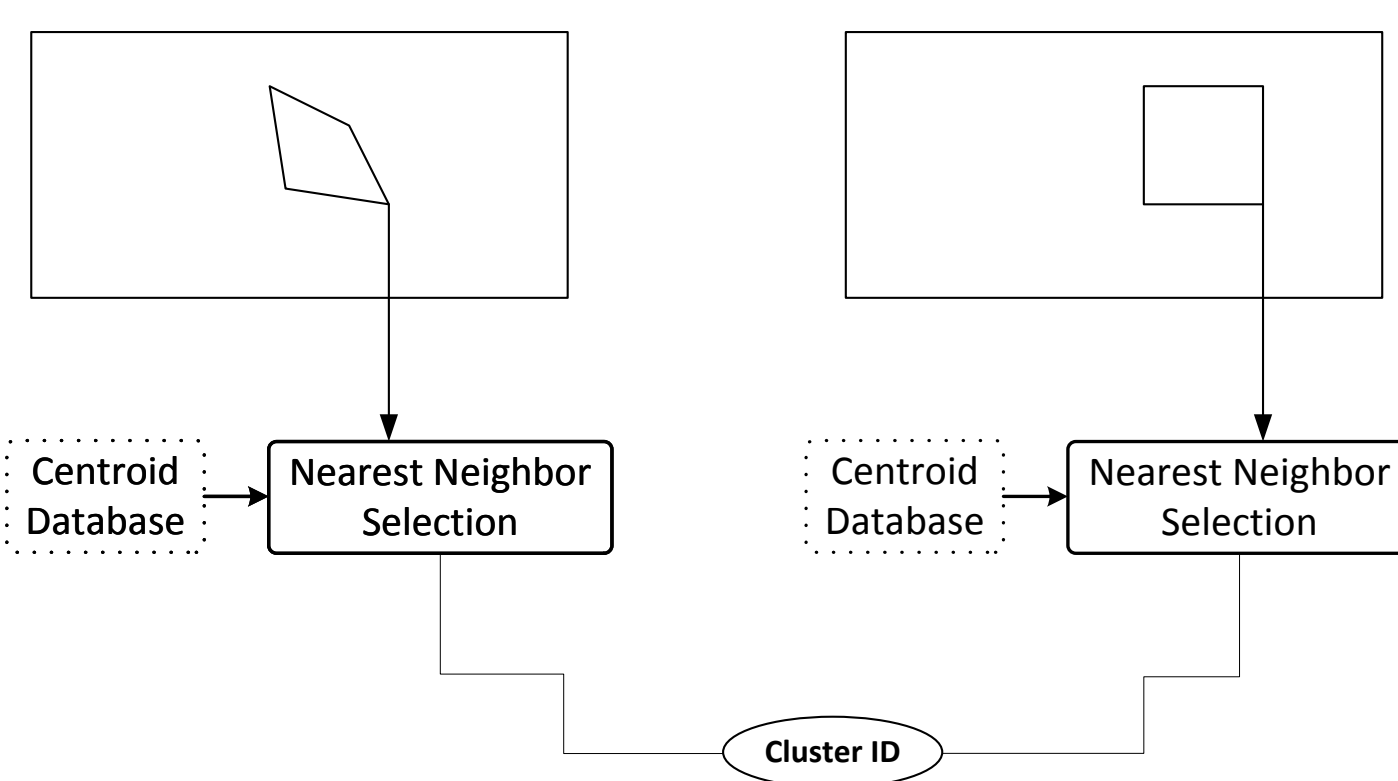 Centroid
Database
Nearest Neighbor
Selection
Centroid
Database
Nearest Neighbor
Selection
Cluster ID